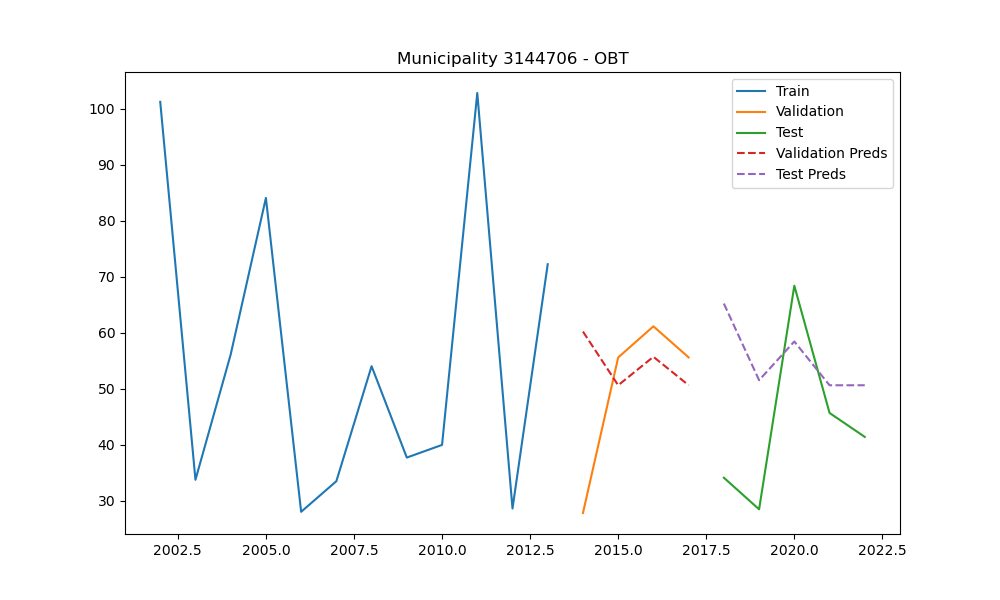 Municipality 3144706 - OBT
Train
Validation
Test
Validation Preds
Test Preds
100
90
80
70
60
50
40
30
2002.5 2005.0 2007.5 2010.0 2012.5 2015.0 2017.5 2020.0 2022.5